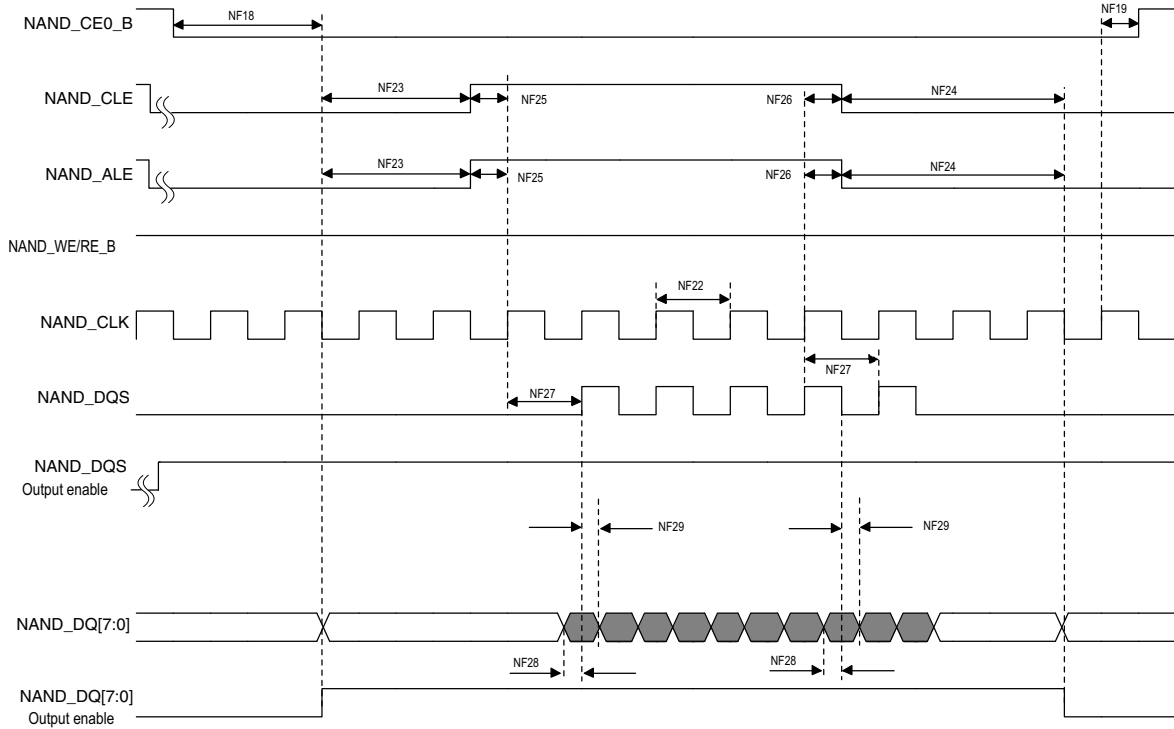 NAND_CE0_B
NF18
NF19
NAND_CLE
NF23
NF25
NF26
NF24
NAND_ALE
NF23
NF25
NF26
NF24
NAND_WE/RE_B
NAND_CLK
NF22
NF27
NAND_DQS
NF27
NAND_DQS
Output enable
NF29
NF29
NAND_DQ[7:0]
NF28
NF28
NAND_DQ[7:0]
Output enable